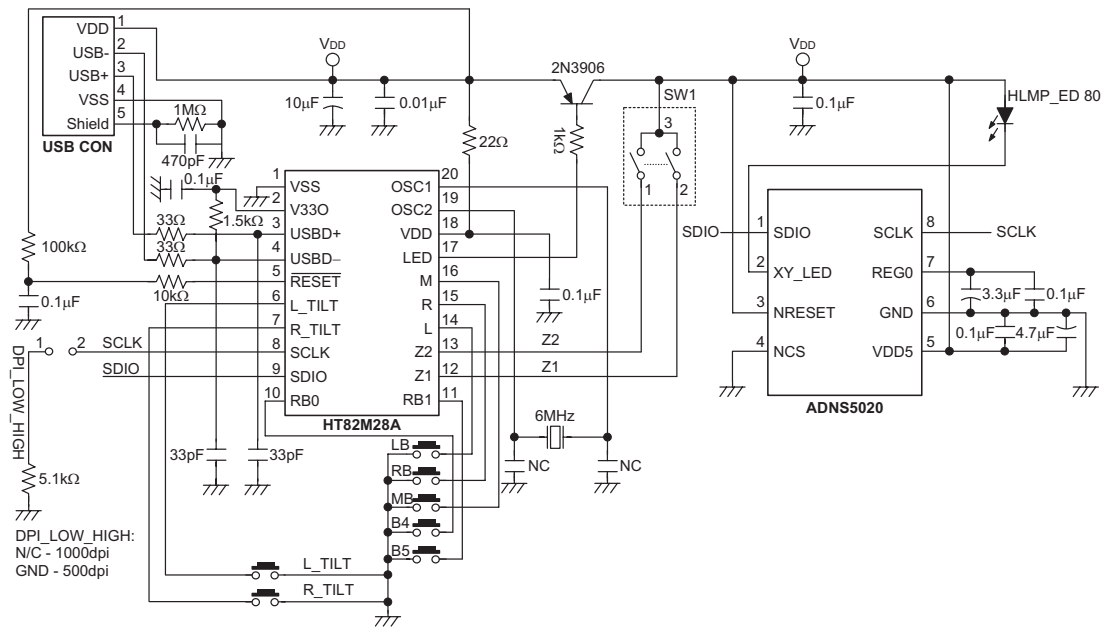 VDD 1
USB- 2
USB+ 3
VSS 4
Shield 5
USB CON
1MΩ
470pF
VDD
10μF
0.01μF
22Ω
2N3906
1kΩ
SW1
3
1
2
VDD
0.1μF
HLMP_ED 80
0.1μF
1.5kΩ
33Ω
33Ω
10kΩ
100kΩ
0.1μF
1 VSS
2 V33O
3 USBD+
4 USBD−
5 RESET
6 L_TILT
7 R_TILT
8 SCLK
9 SDIO
10 RB0
OSC1 20
OSC2 19
VDD 18
LED 17
M 16
R 15
L 14
Z2 13
Z1 12
RB1 11
HT82M28A
0.1μF
Z2
Z1
1 2
SCLK
SDIO
DPI_LOW_HIGH
5.1kΩ
DPI_LOW_HIGH:
N/C - 1000dpi
GND - 500dpi
33pF
33pF
6MHz
NC
NC
LB
RB
MB
B4
B5
L_TILT
R_TILT
SDIO
1 SDIO
2 XY_LED
3 NRESET
4 NCS
SCLK 8
REG0 7
GND 6
VDD5 5
SCLK
ADNS5020
3.3μF
0.1μF
0.1μF
4.7μF